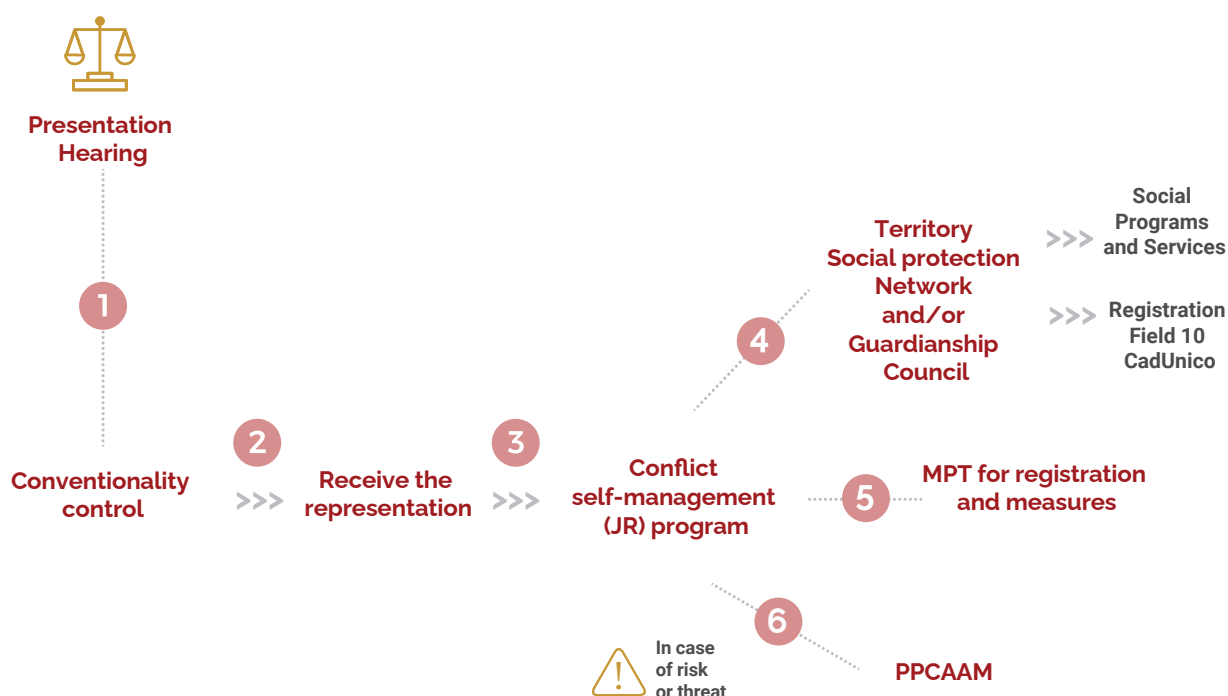 Presentation
Hearing
1
Conventionality
control
2
>>>
Receive the
representation
3
>>>
Conflict
self-management
(JR) program
4
Territory
Social protection
Network
and/or
Guardianship
Council
>>>
Social
Programs
and Services
>>>
Registration
Field 10
CadUnico
5
MPT for registration
and measures
6
!
In case
of risk
or threat
PPCAAM